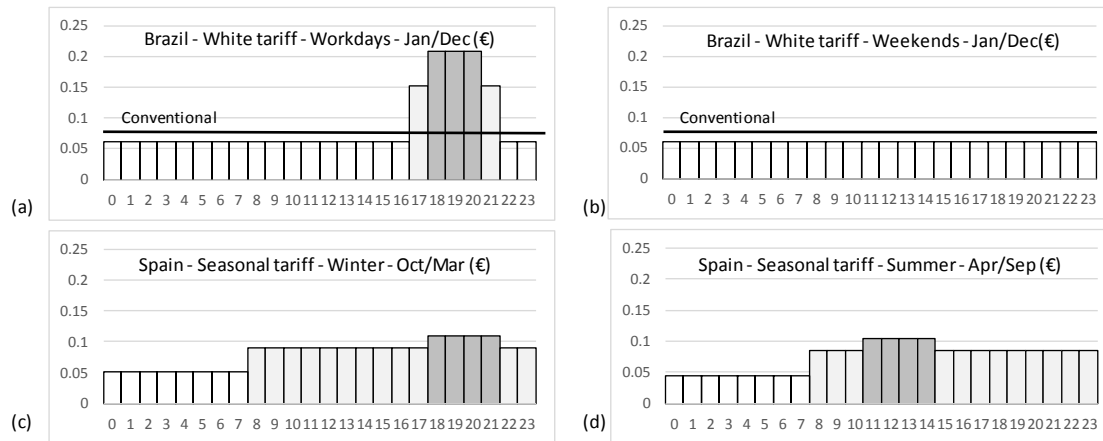 0.25
Brazil - White tariff - Workdays - Jan/Dec (€)
0.2
0.15
Conventional
0.1
0.05
0
0 1 2 3 4 5 6 7 8 9 10 11 12 13 14 15 16 17 18 19 20 21 22 23
(a)
0.25
Brazil - White tariff - Weekends - Jan/Dec(€)
0.2
0.15
Conventional
0.1
0.05
0
0 1 2 3 4 5 6 7 8 9 10 11 12 13 14 15 16 17 18 19 20 21 22 23
(b)
0.25
Spain - Seasonal tariff - Winter - Oct/Mar (€)
0.2
0.15
0.1
0.05
0
0 1 2 3 4 5 6 7 8 9 10 11 12 13 14 15 16 17 18 19 20 21 22 23
(c)
0.25
Spain - Seasonal tariff - Summer - Apr/Sep (€)
0.2
0.15
0.1
0.05
0
0 1 2 3 4 5 6 7 8 9 10 11 12 13 14 15 16 17 18 19 20 21 22 23
(d)